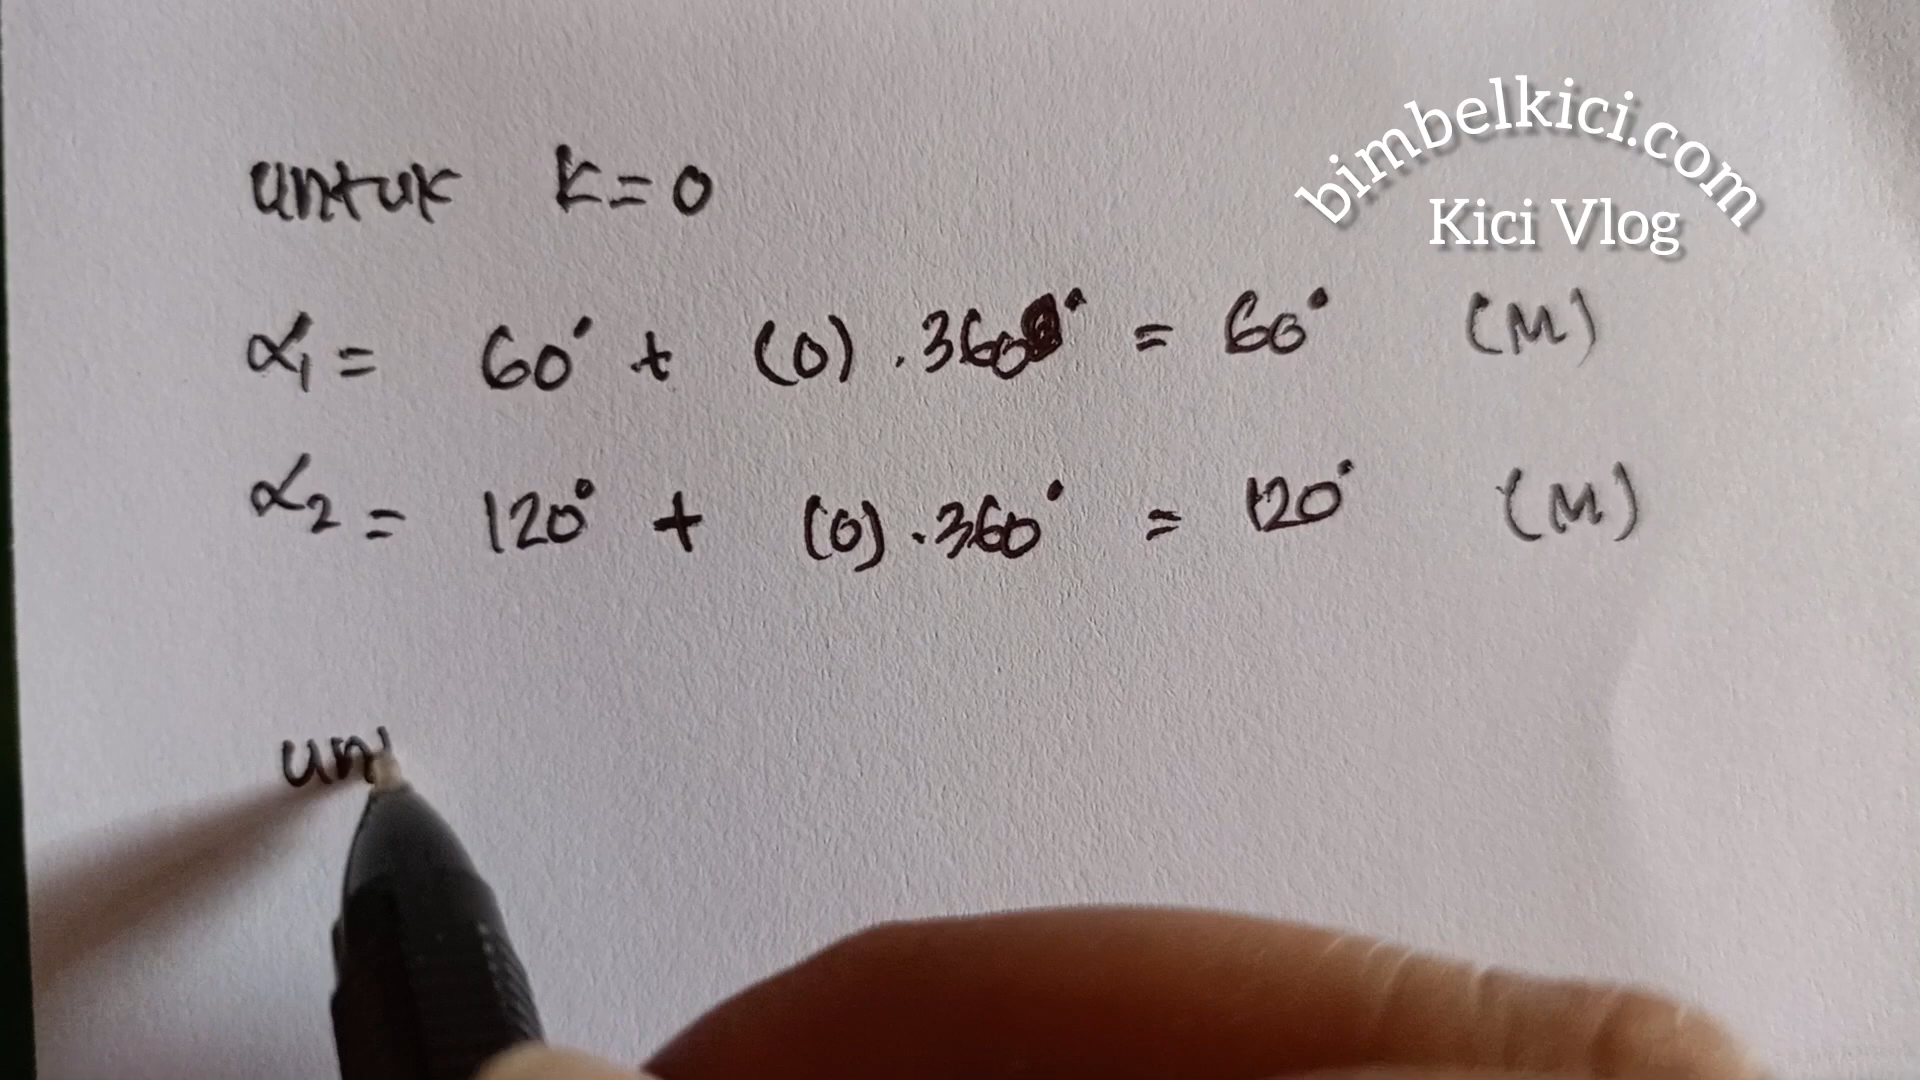 bimbelkici.com
Kici Vlog
untuk k=0
α₁ = 60° + (0) . 360° = 60° (M)
α₂ = 120° + (0) . 360° = 120° (M)
un